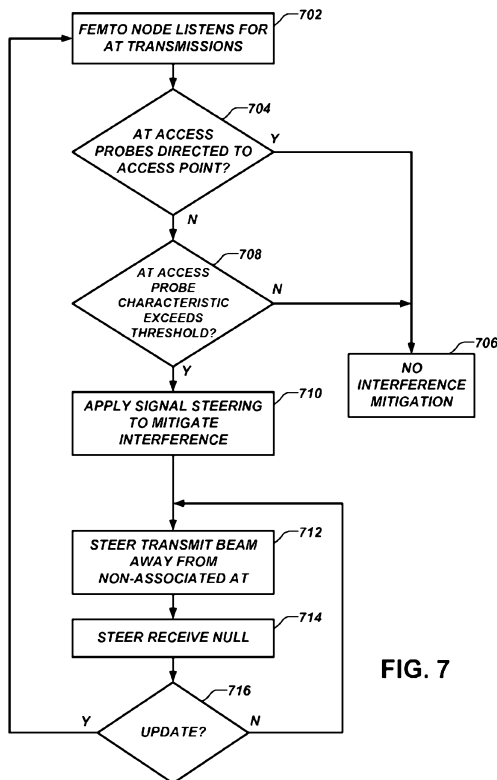 FEMTO NODE LISTENS FOR
AT TRANSMISSIONS
702
704
AT ACCESS
PROBES DIRECTED TO
ACCESS POINT?
Y
N
708
AT ACCESS
PROBE
CHARACTERISTIC
EXCEEDS
THRESHOLD?
N
Y
706
NO
INTERFERENCE
MITIGATION
710
APPLY SIGNAL STEERING
TO MITIGATE
INTERFERENCE
712
STEER TRANSMIT BEAM
AWAY FROM
NON-ASSOCIATED AT
714
STEER RECEIVE NULL
716
Y
UPDATE?
N
FIG. 7